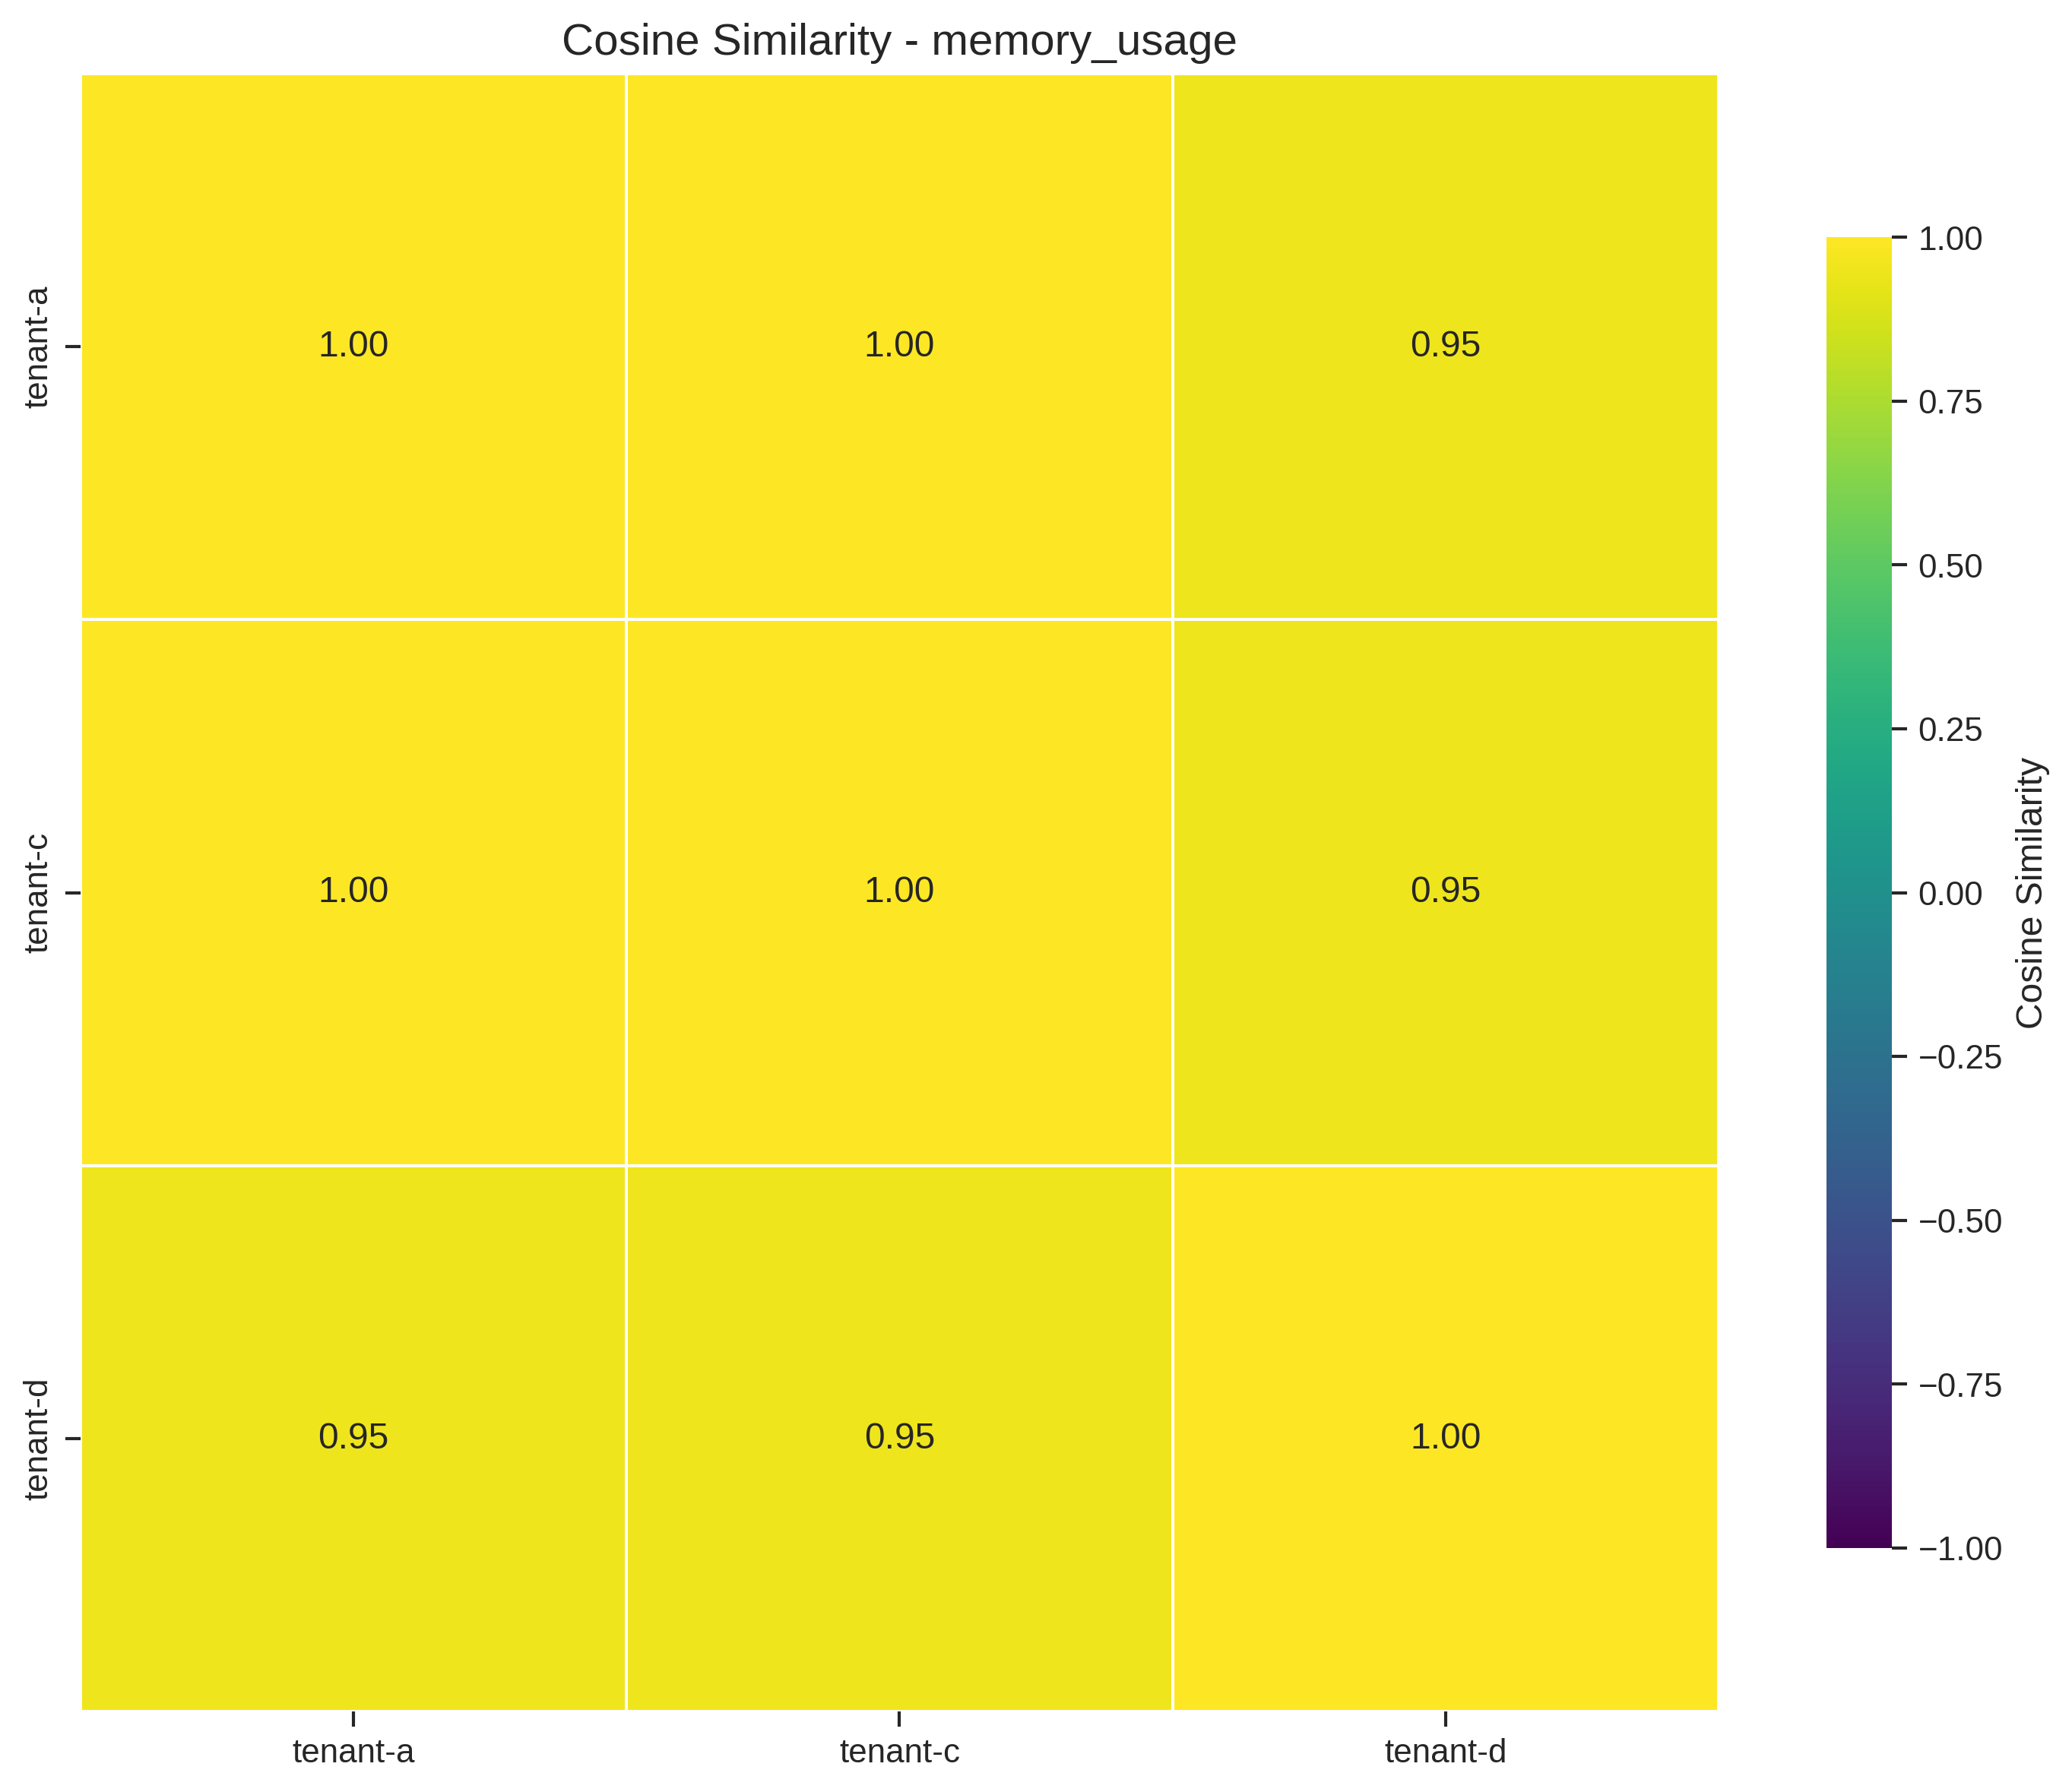 Cosine Similarity - memory_usage
tenant-a
1.00
1.00
0.95
tenant-c
1.00
1.00
0.95
tenant-d
0.95
0.95
1.00
tenant-a
tenant-c
tenant-d
1.00
0.75
0.50
0.25
0.00
−0.25
−0.50
−0.75
−1.00
Cosine Similarity